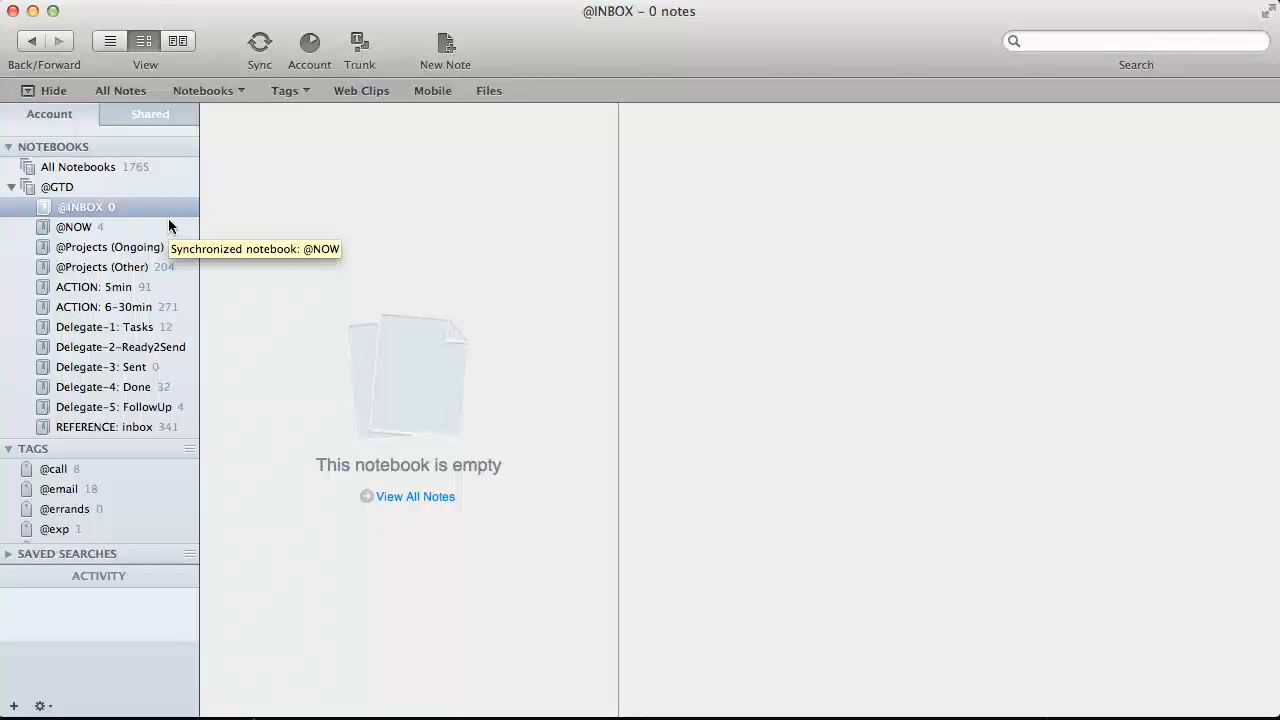 @INBOX – 0 notes
Back/Forward
View
Sync
Account
Trunk
New Note
Search
Hide
All Notes
Notebooks
Tags
Web Clips
Mobile
Files
Account
Shared
NOTEBOOKS
All Notebooks 1765
@GTD
@INBOX 0
@NOW 4
@Projects (Ongoing)
Synchronized notebook: @NOW
@Projects (Other) 204
ACTION: 5min 91
ACTION: 6-30min 271
Delegate-1: Tasks 12
Delegate-2-Ready2Send
Delegate-3: Sent 0
Delegate-4: Done 32
Delegate-5: FollowUp 4
REFERENCE: inbox 341
TAGS
@call 8
@email 18
@errands 0
@exp 1
SAVED SEARCHES
ACTIVITY
This notebook is empty
View All Notes